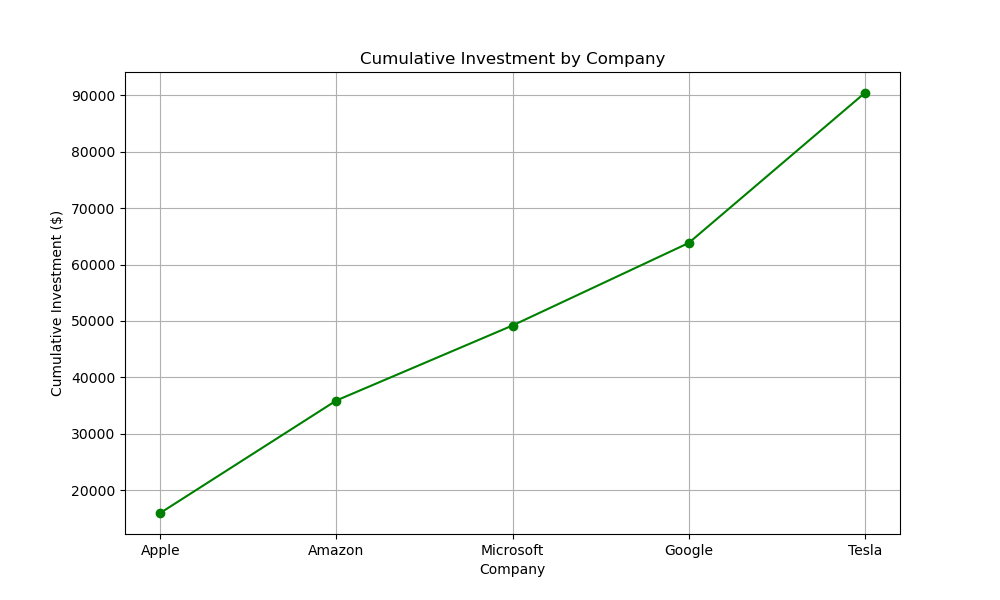 Cumulative Investment by Company
Cumulative Investment ($)
90000
80000
70000
60000
50000
40000
30000
20000
Apple Amazon Microsoft Google Tesla
Company